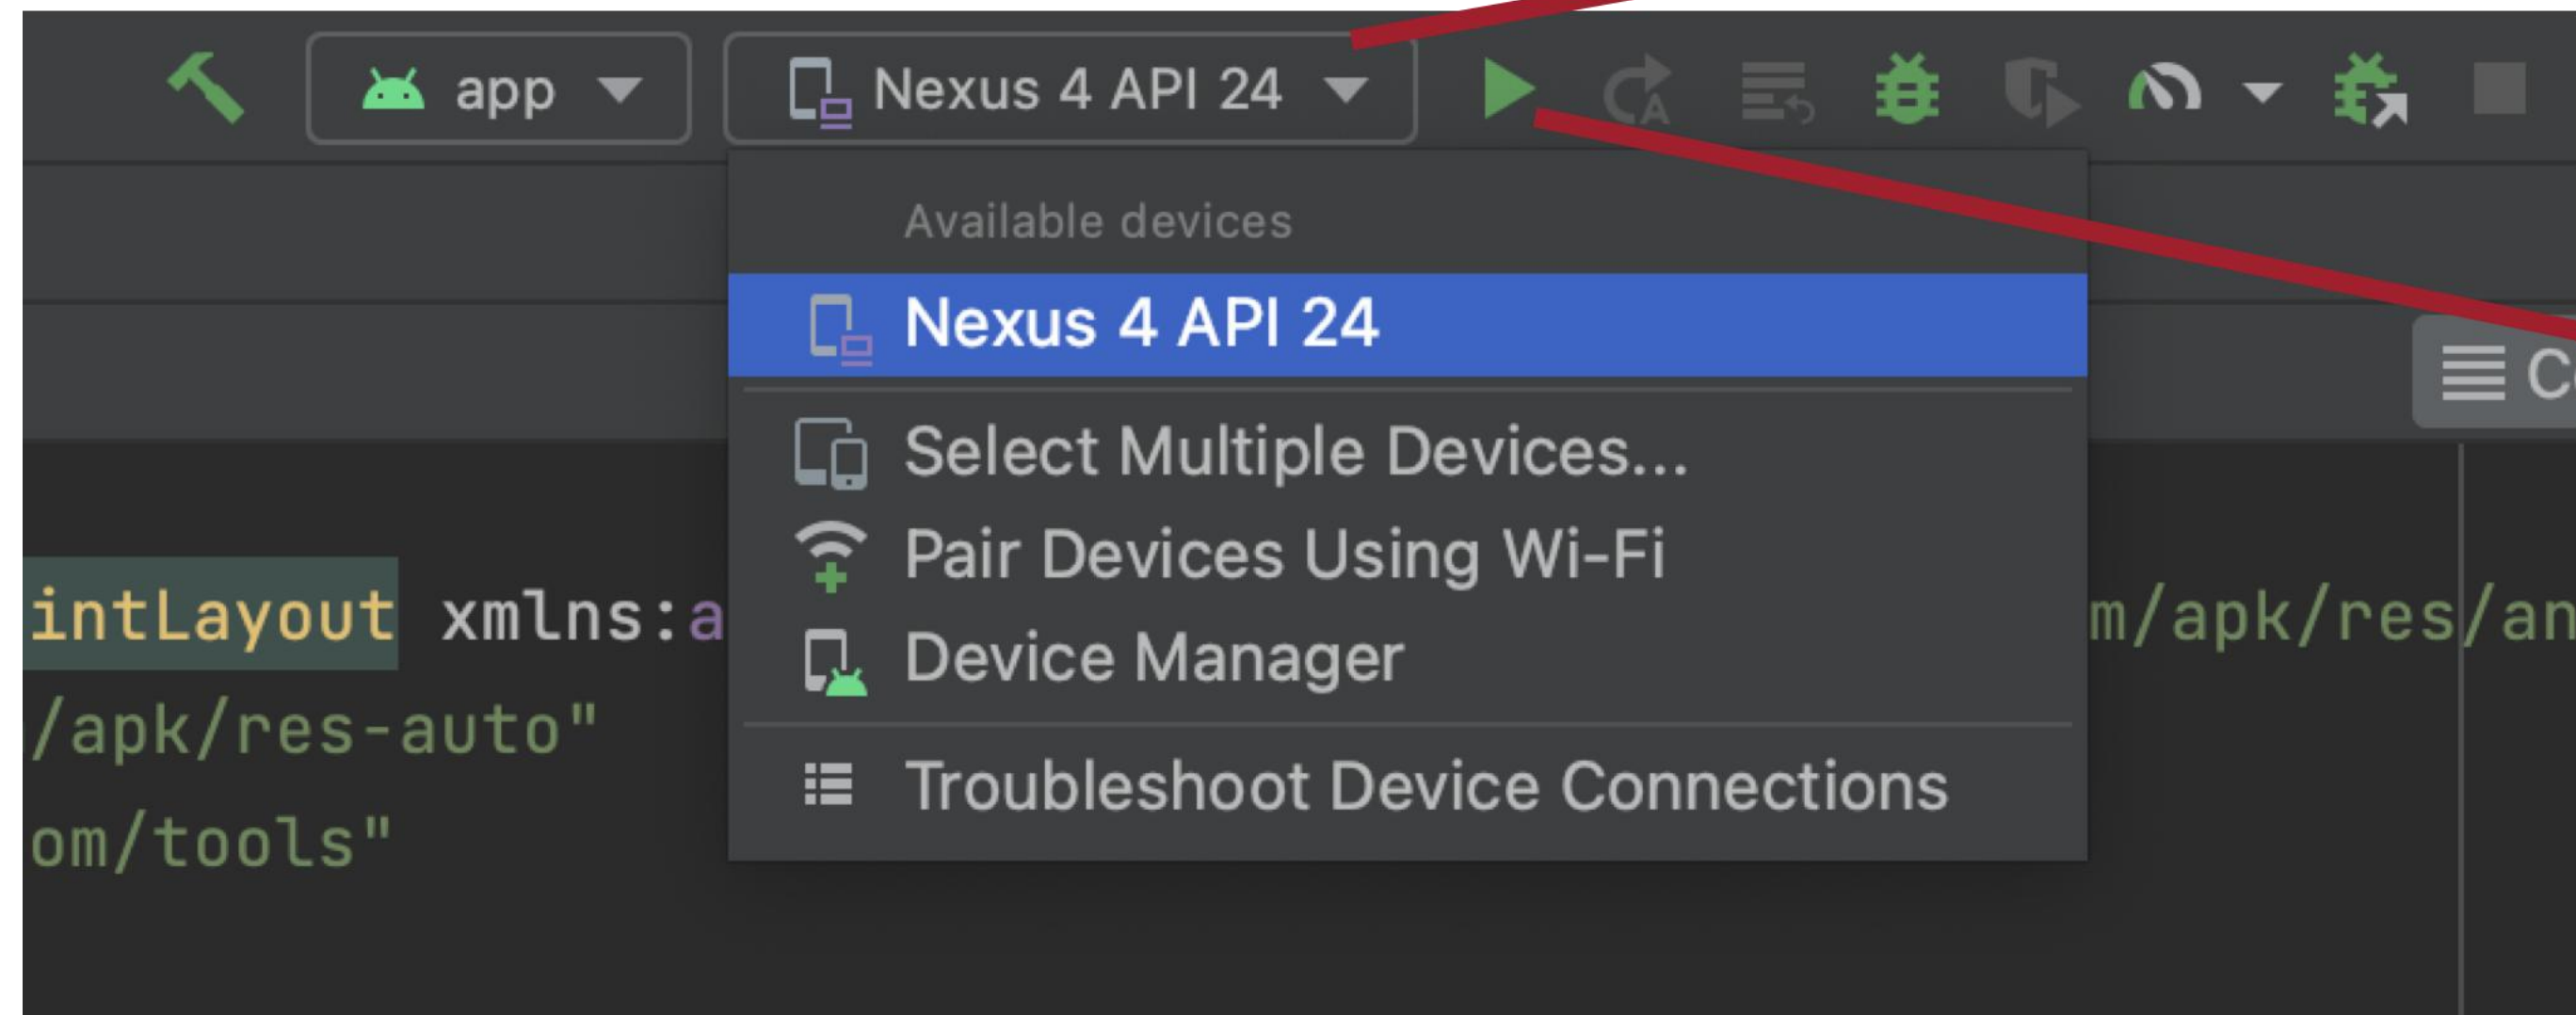 app
Nexus 4 API 24
Available devices
Nexus 4 API 24
Select Multiple Devices...
Pair Devices Using Wi-Fi
Device Manager
Troubleshoot Device Connections
intLayout xmlns:a
m/apk/res/an
/apk/res-auto"
om/tools"